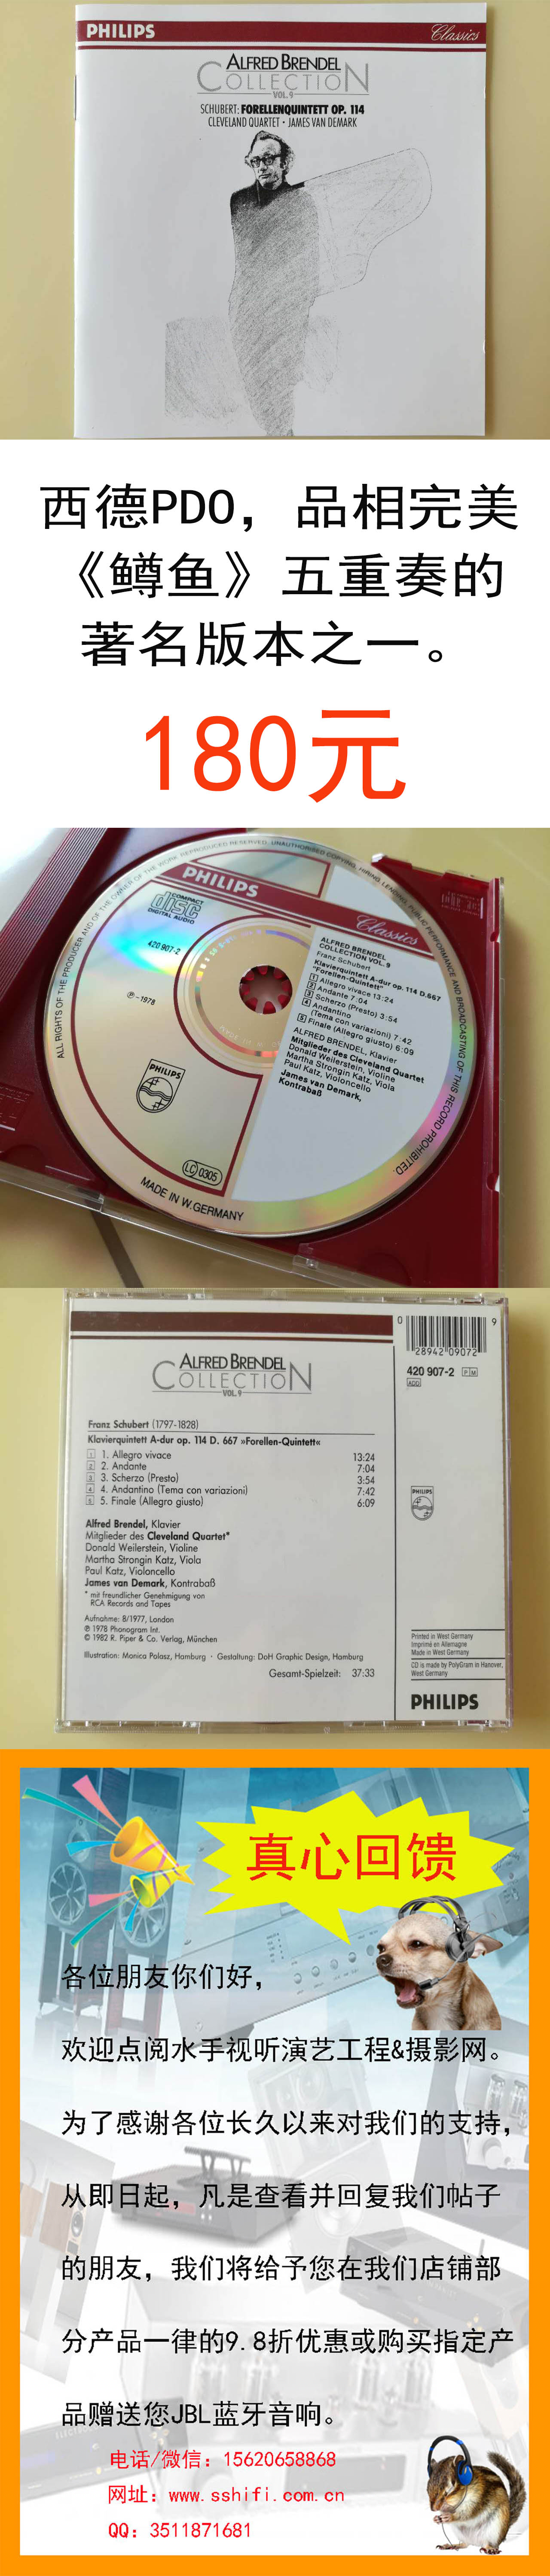 PHILIPS
Classics
ALFRED BRENDEL
COLLECTION
VOL.9
SCHUBERT: FORELLENQUINTETT OP. 114
CLEVELAND QUARTET · JAMES VAN DEMARK
西德PDO，品相完美
《鳟鱼》五重奏的
著名版本之一。
180元
ALL RIGHTS OF THE PRODUCER AND OF THE OWNER OF THE WORK REPRODUCED RESERVED. UNAUTHORISED COPYING, HIRING, LENDING, PUBLIC PERFORMANCE AND BROADCASTING OF THIS RECORD PROHIBITED.
PHILIPS
Classics
COMPACT
disc
DIGITAL AUDIO
420 907-2
℗-1978
PHILIPS
LC 0305
MADE IN W.GERMANY
ALFRED BRENDEL
COLLECTION VOL.9
Franz Schubert
Klavierquintett A-dur op. 114 D.667
"Forellen-Quintett"
1 Allegro vivace 13:24
2 Andante 7:04
3 Scherzo (Presto) 3:54
4 Andantino
(Tema con variazioni) 7:42
5 Finale (Allegro giusto) 6:09
ALFRED BRENDEL, Klavier
Mitglieder des Cleveland Quartet
Donald Weilerstein, Violine
Martha Strongin Katz, Viola
Paul Katz, Violoncello
James van Demark,
Kontrabaß
ALFRED BRENDEL
COLLECTION
VOL.9
0 28942 09072 9
420 907-2 PM
ADD
Franz Schubert (1797-1828)
Klavierquintett A-dur op. 114 D. 667 »Forellen-Quintett«
1 1. Allegro vivace 13:24
2 2. Andante 7:04
3 3. Scherzo (Presto) 3:54
4 4. Andantino (Tema con variazioni) 7:42
5 5. Finale (Allegro giusto) 6:09
Alfred Brendel, Klavier
Mitglieder des Cleveland Quartet*
Donald Weilerstein, Violine
Martha Strongin Katz, Viola
Paul Katz, Violoncello
James van Demark, Kontrabaß
* mit freundlicher Genehmigung von
RCA Records and Tapes
Aufnahme: 8/1977, London
℗ 1978 Phonogram Int.
© 1982 R. Piper & Co. Verlag, München
Illustration: Monica Polasz, Hamburg · Gestaltung: DoH Graphic Design, Hamburg
Gesamt-Spielzeit: 37:33
PHILIPS
Printed in West Germany
Imprimé en Allemagne
Made in West Germany
CD is made by PolyGram in Hanover,
West Germany
PHILIPS
真心回馈
各位朋友你们好，
欢迎点阅水手视听演艺工程&摄影网。
为了感谢各位长久以来对我们的支持，
从即日起，凡是查看并回复我们帖子
的朋友，我们将给予您在我们店铺部
分产品一律的9.8折优惠或购买指定产
品赠送您JBL蓝牙音响。
电话/微信：15620658868
网址：www.sshifi.com.cn
QQ：3511871681